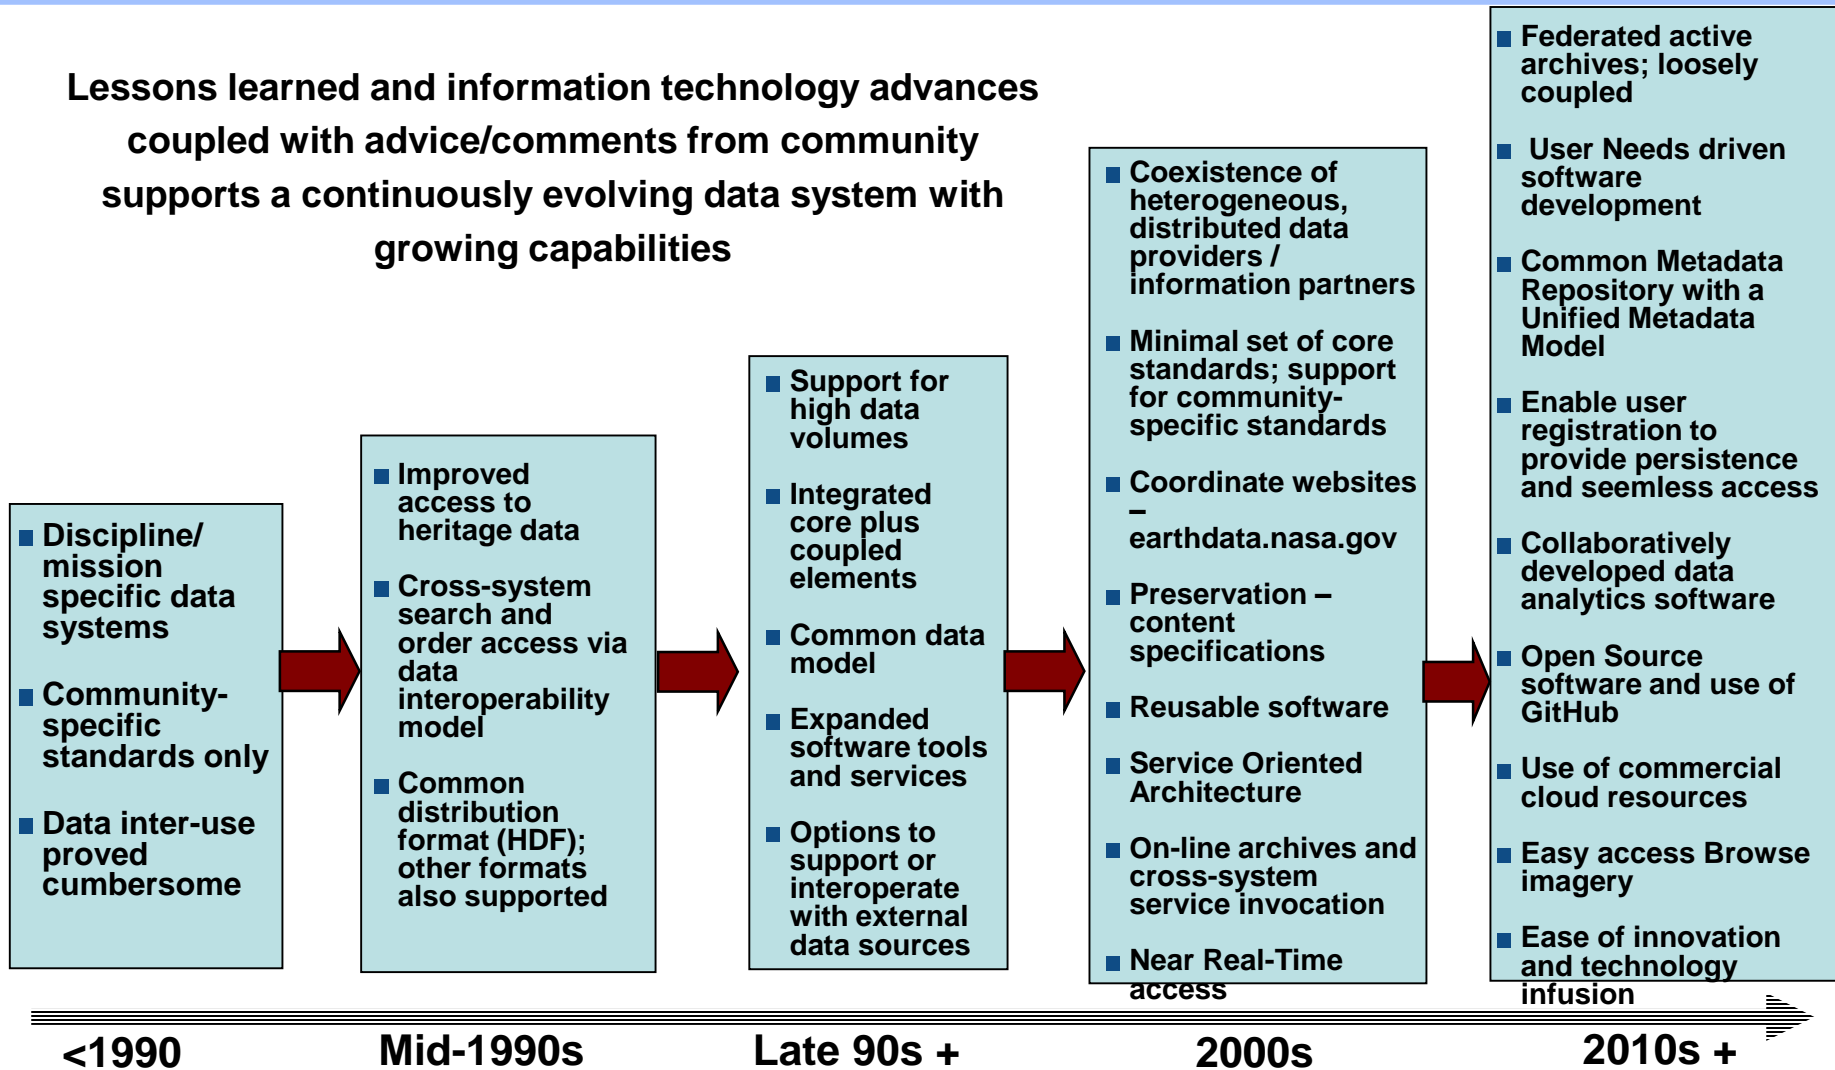 Lessons learned and information technology advances
coupled with advice/comments from community
supports a continuously evolving data system with
growing capabilities
Discipline/
mission
specific data
systems
Community-
specific
standards only
Data inter-use
proved
cumbersome
Improved
access to
heritage data
Cross-system
search and
order access via
data
interoperability
model
Common
distribution
format (HDF);
other formats
also supported
Support for
high data
volumes
Integrated
core plus
coupled
elements
Common data
model
Expanded
software tools
and services
Options to
support or
interoperate
with external
data sources
Coexistence of
heterogeneous,
distributed data
providers /
information partners
Minimal set of core
standards; support
for community-
specific standards
Coordinate websites
–
earthdata.nasa.gov
Preservation –
content
specifications
Reusable software
Service Oriented
Architecture
On-line archives and
cross-system
service invocation
Near Real-Time
access
Federated active
archives; loosely
coupled
User Needs driven
software
development
Common Metadata
Repository with a
Unified Metadata
Model
Enable user
registration to
provide persistence
and seemless access
Collaboratively
developed data
analytics software
Open Source
software and use of
GitHub
Use of commercial
cloud resources
Easy access Browse
imagery
Ease of innovation
and technology
infusion
<1990
Mid-1990s
Late 90s +
2000s
2010s +